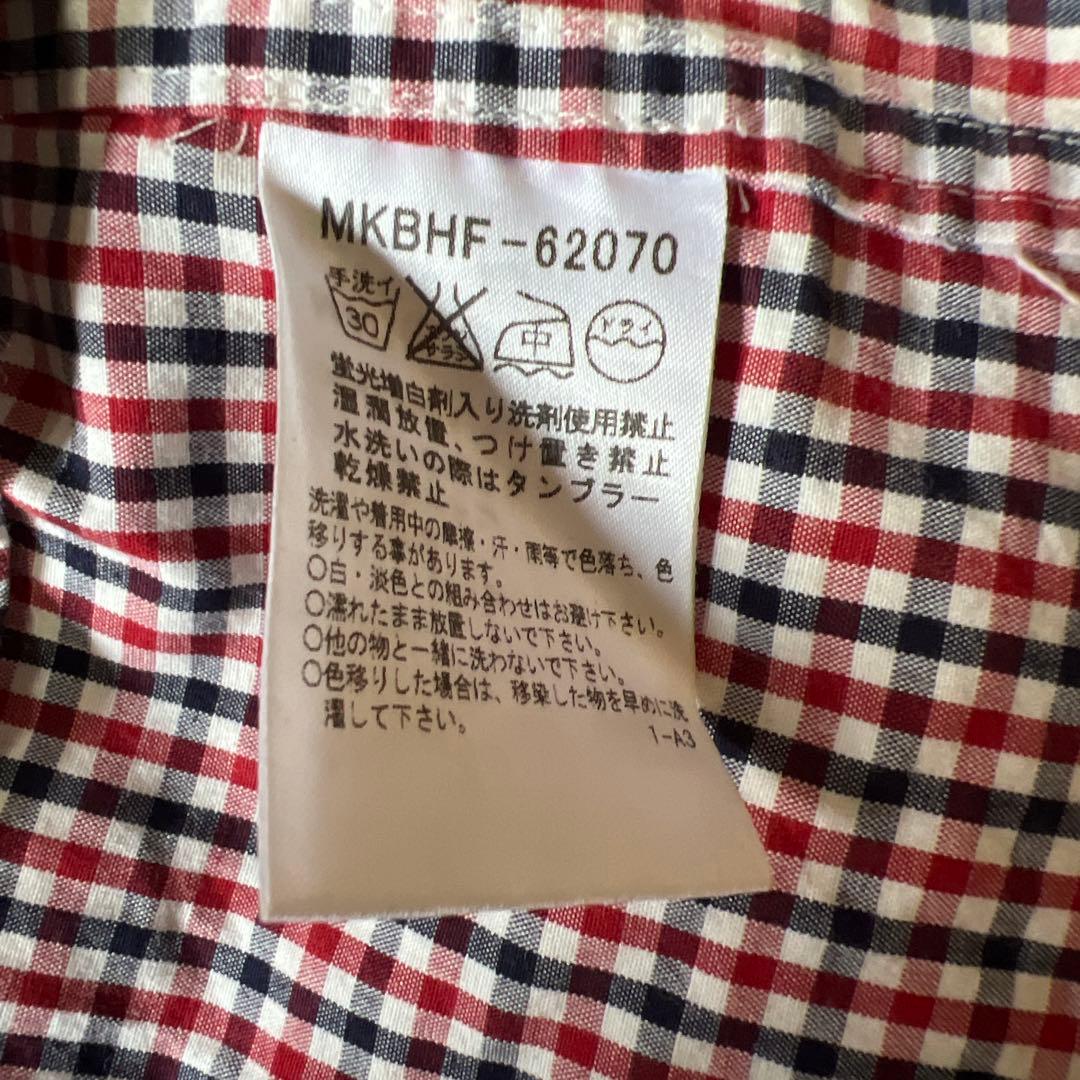 MKBHF-62070
手洗イ
30
中
ドライ
蛍光増白剤入り洗剤使用禁止
湿潤放置、つけ置き禁止
水洗いの際はタンブラー
乾燥禁止
洗濯や着用中の摩擦・汗・雨等で色落ち、色
移りする事があります。
○白・淡色との組み合わせはお避け下さい。
○濡れたまま放置しないで下さい。
○他の物と一緒に洗わないで下さい。
○色移りした場合は、移染した物を早めに洗
濯して下さい。
1-A3